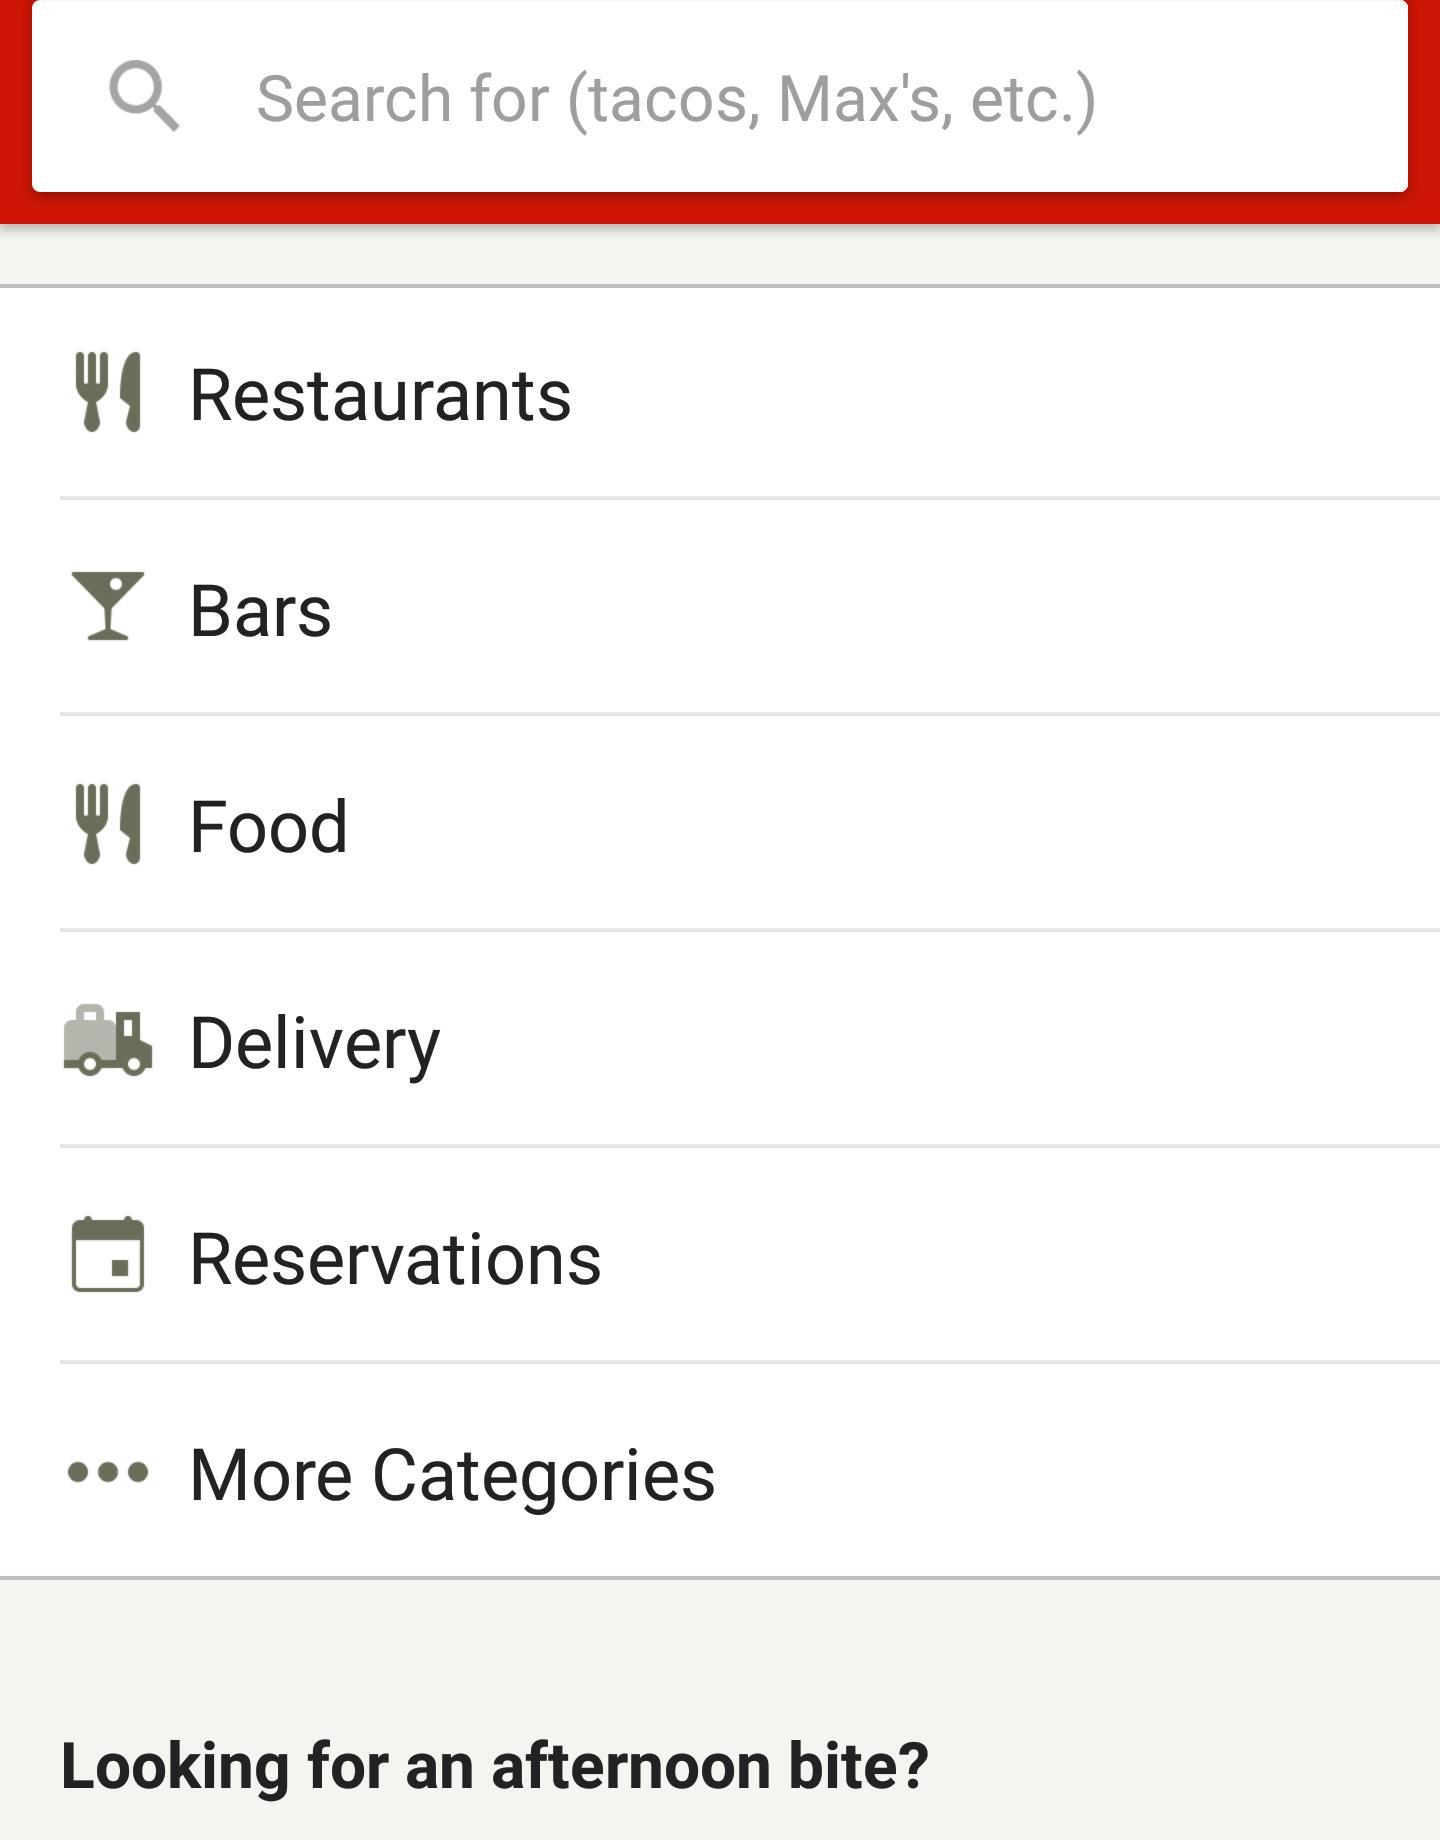 Search for (tacos, Max's, etc.)
Restaurants
Bars
Food
Delivery
Reservations
More Categories
Looking for an afternoon bite?